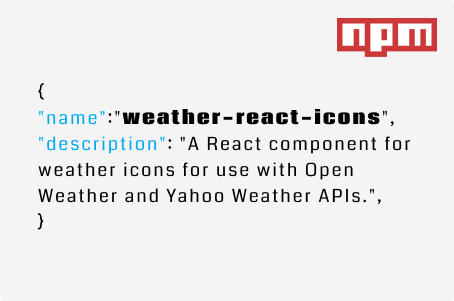 npm
{
"name":"weather-react-icons",
"description": "A React component for
weather icons for use with Open
Weather and Yahoo Weather APIs.",
}